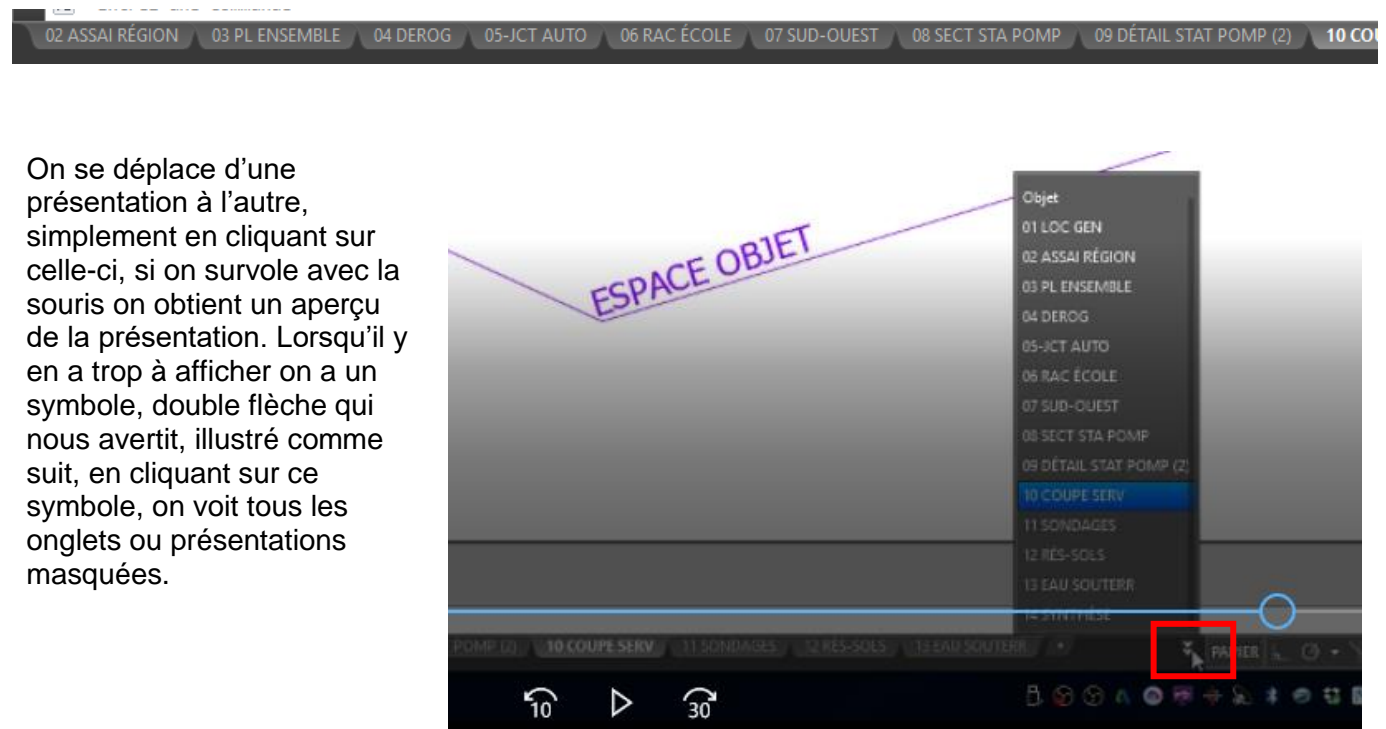 02 ASSAI RÉGION 03 PL ENSEMBLE 04 DEROG 05-JCT AUTO 06 RAC ÉCOLE 07 SUD-OUEST 08 SECT STA POMP 09 DÉTAIL STAT POMP (2) 10 COU
On se déplace d’une
présentation à l’autre,
simplement en cliquant sur
celle-ci, si on survole avec la
souris on obtient un aperçu
de la présentation. Lorsqu’il y
en a trop à afficher on a un
symbole, double flèche qui
nous avertit, illustré comme
suit, en cliquant sur ce
symbole, on voit tous les
onglets ou présentations
masquées.
ESPACE OBJET
Objet
01 LOC GEN
02 ASSAI RÉGION
03 PL ENSEMBLE
04 DEROG
05-JCT AUTO
06 RAC ÉCOLE
07 SUD-OUEST
08 SECT STA POMP
09 DÉTAIL STAT POMP (2)
10 COUPE SERV
11 SONDAGES
12 RÉS-SOLS
13 EAU SOUTERR
14 SYNTHÈSE
POMP (2) 10 COUPE SERV 11 SONDAGES 12 RÉS-SOLS 13 EAU SOUTERR + PAPIER
10 30